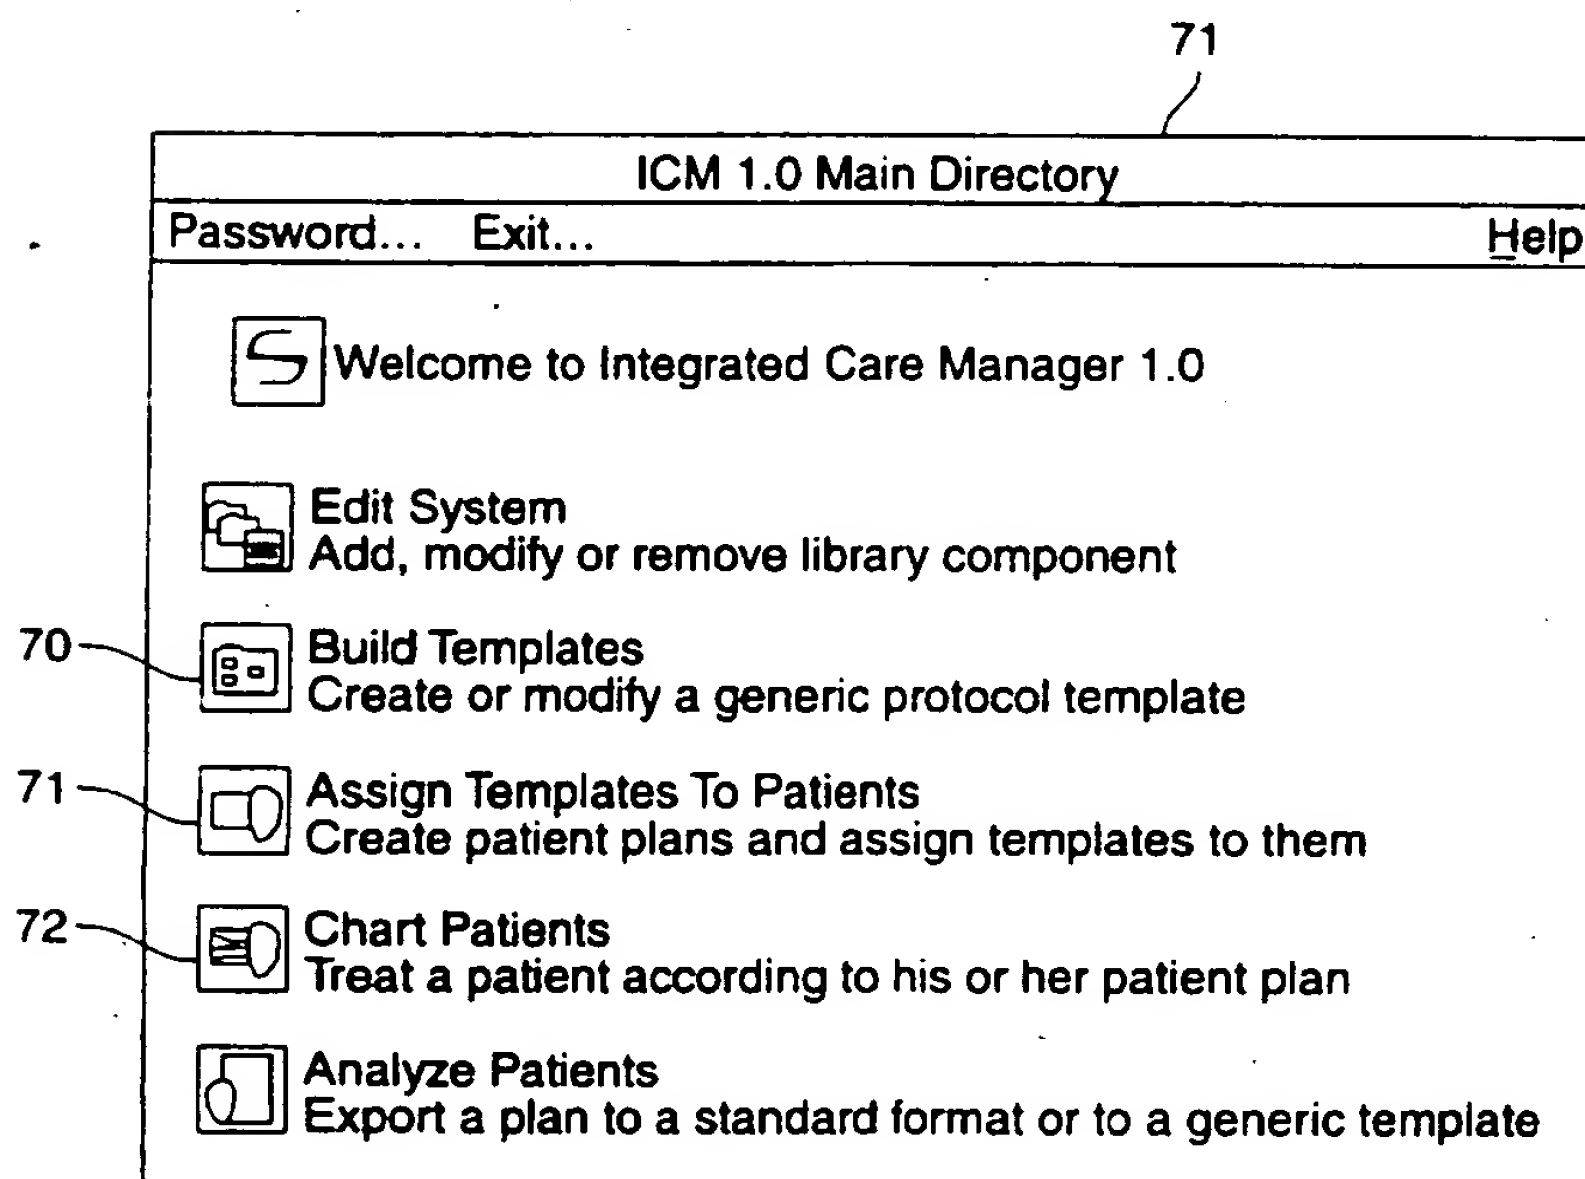 71
ICM 1.0 Main Directory
Password... Exit... Help
S Welcome to Integrated Care Manager 1.0
Edit System
Add, modify or remove library component
70
Build Templates
Create or modify a generic protocol template
71
Assign Templates To Patients
Create patient plans and assign templates to them
72
Chart Patients
Treat a patient according to his or her patient plan
Analyze Patients
Export a plan to a standard format or to a generic template